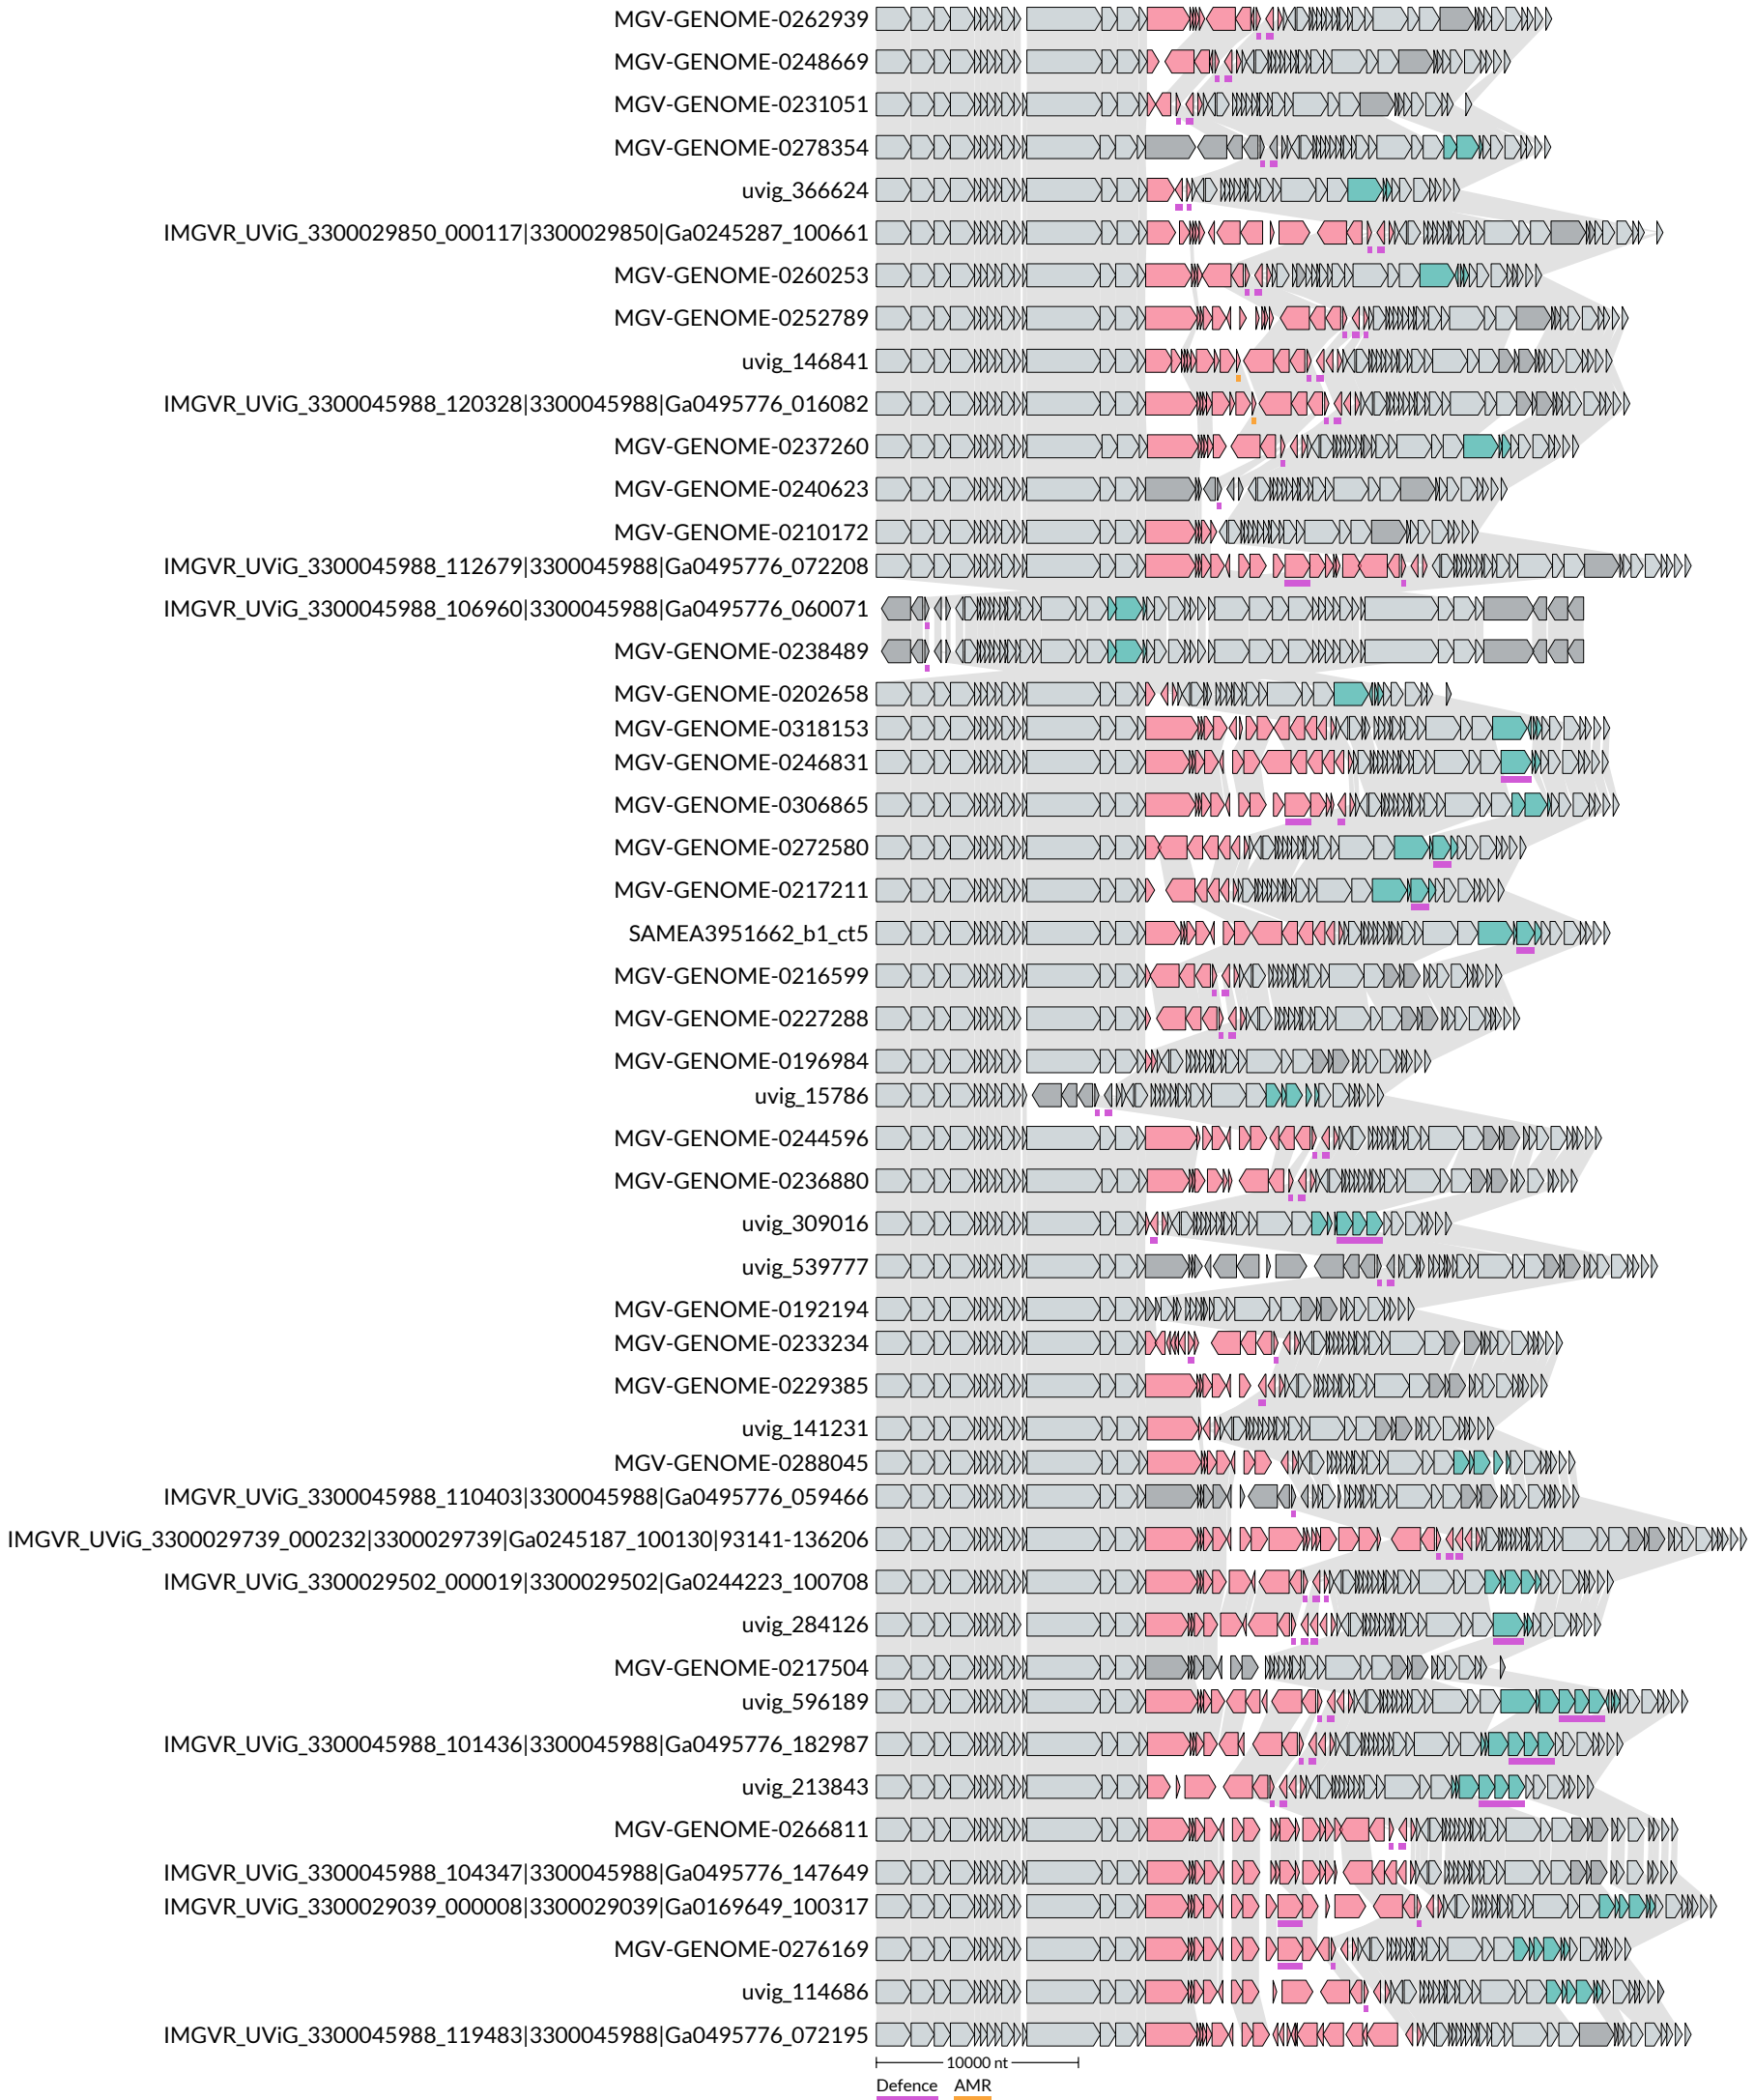 MGV-GENOME-0262939
MGV-GENOME-0248669
MGV-GENOME-0231051
MGV-GENOME-0278354
uvig_366624
IMGVR_UViG_3300029850_000117|3300029850|Ga0245287_100661
MGV-GENOME-0260253
MGV-GENOME-0252789
uvig_146841
IMGVR_UViG_3300045988_120328|3300045988|Ga0495776_016082
MGV-GENOME-0237260
MGV-GENOME-0240623
MGV-GENOME-0210172
IMGVR_UViG_3300045988_112679|3300045988|Ga0495776_072208
IMGVR_UViG_3300045988_106960|3300045988|Ga0495776_060071
MGV-GENOME-0238489
MGV-GENOME-0202658
MGV-GENOME-0318153
MGV-GENOME-0246831
MGV-GENOME-0306865
MGV-GENOME-0272580
MGV-GENOME-0217211
SAMEA3951662_b1_ct5
MGV-GENOME-0216599
MGV-GENOME-0227288
MGV-GENOME-0196984
uvig_15786
MGV-GENOME-0244596
MGV-GENOME-0236880
uvig_309016
uvig_539777
MGV-GENOME-0192194
MGV-GENOME-0233234
MGV-GENOME-0229385
uvig_141231
MGV-GENOME-0288045
IMGVR_UViG_3300045988_110403|3300045988|Ga0495776_059466
IMGVR_UViG_3300029739_000232|3300029739|Ga0245187_100130|93141-136206
IMGVR_UViG_3300029502_000019|3300029502|Ga0244223_100708
uvig_284126
MGV-GENOME-0217504
uvig_596189
IMGVR_UViG_3300045988_101436|3300045988|Ga0495776_182987
uvig_213843
MGV-GENOME-0266811
IMGVR_UViG_3300045988_104347|3300045988|Ga0495776_147649
IMGVR_UViG_3300029039_000008|3300029039|Ga0169649_100317
MGV-GENOME-0276169
uvig_114686
IMGVR_UViG_3300045988_119483|3300045988|Ga0495776_072195
10000 nt
Defence AMR